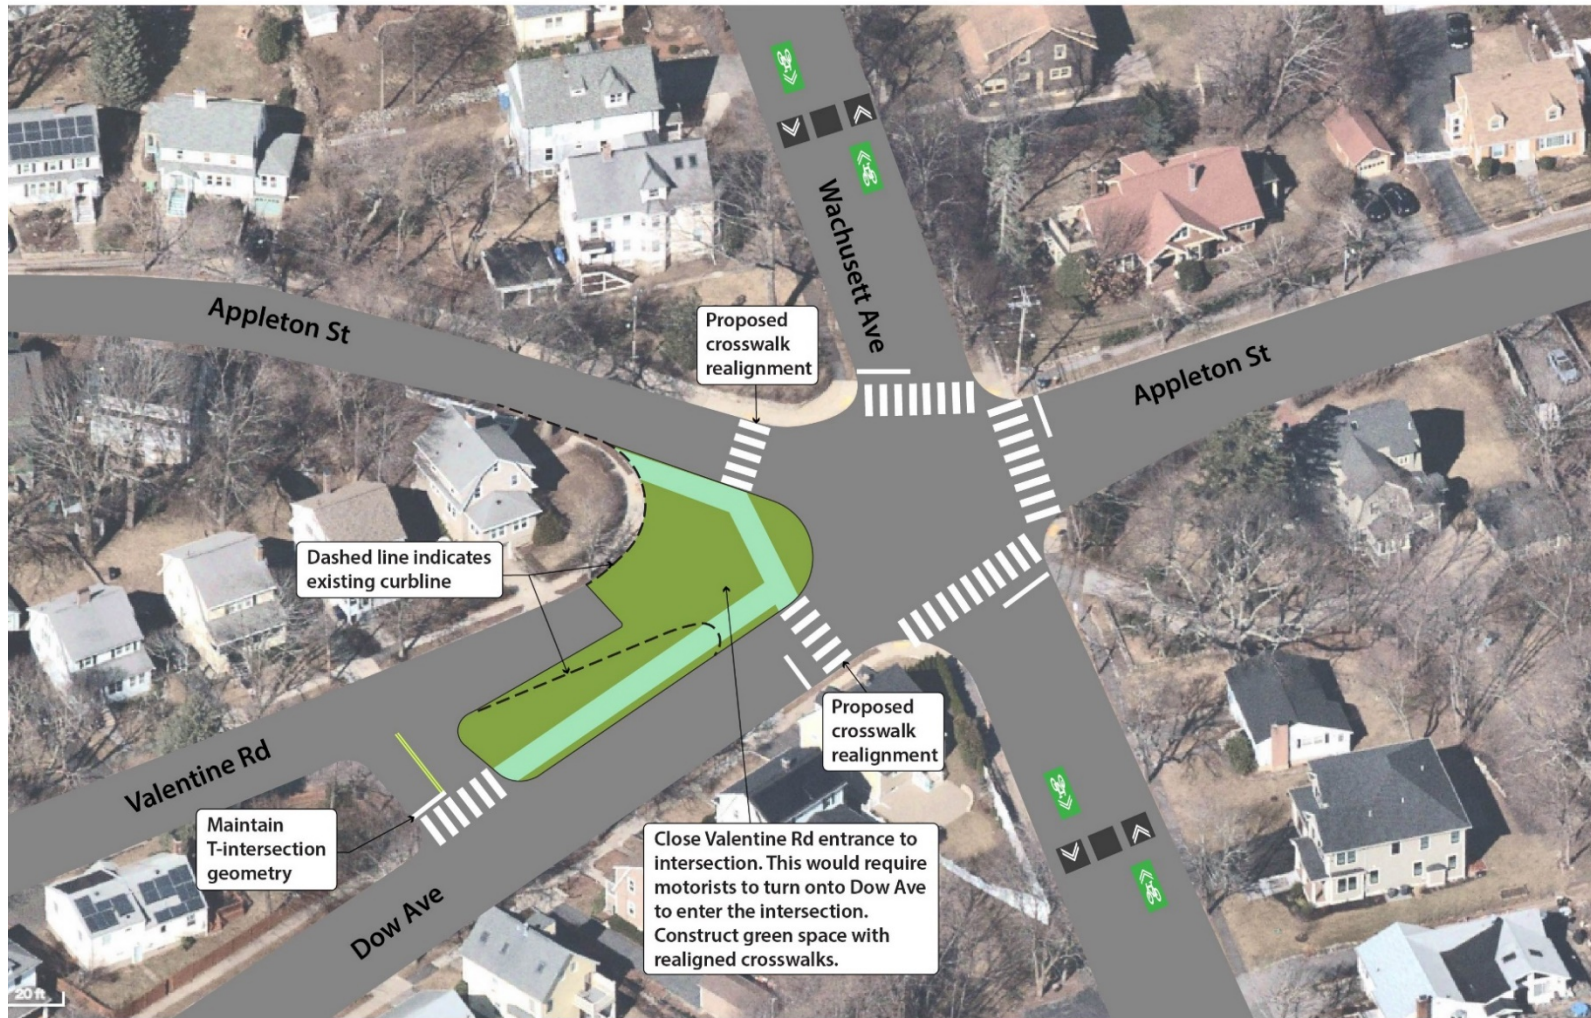 Wachusett Ave
Appleton St
Proposed
crosswalk
realignment
Appleton St
Dashed line indicates
existing curbline
Proposed
crosswalk
realignment
Valentine Rd
Maintain
T-intersection
geometry
Close Valentine Rd entrance to
intersection. This would require
motorists to turn onto Dow Ave
to enter the intersection.
Construct green space with
realigned crosswalks.
Dow Ave
20 ft